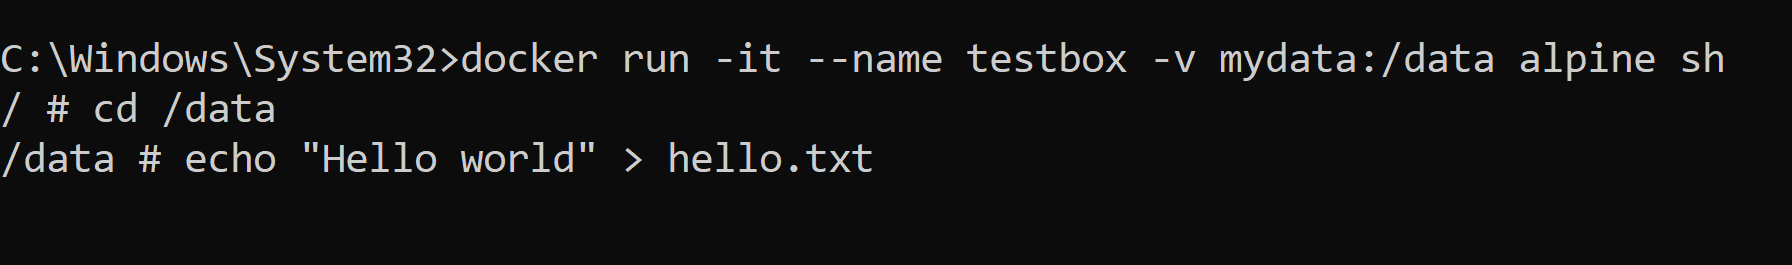 C:\Windows\System32>docker run -it --name testbox -v mydata:/data alpine sh
/ # cd /data
/data # echo "Hello world" > hello.txt